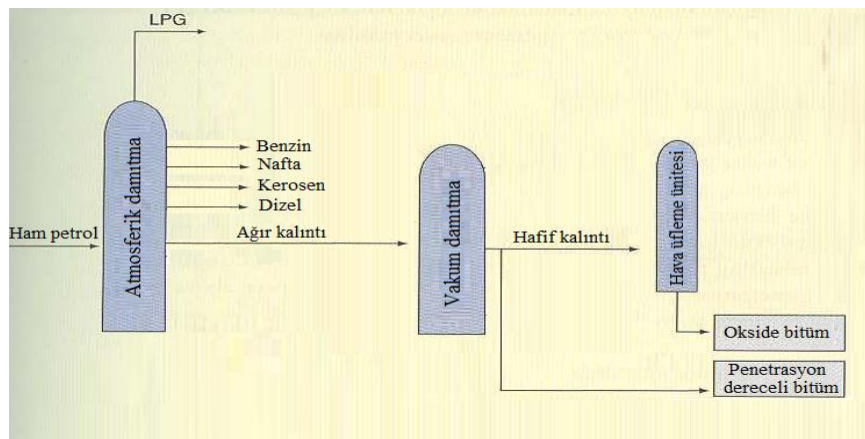 LPG
Benzin
Nafta
Kerosen
Dizel
Ham petrol
Ağır kalıntı
Atmosferik damıtma
Vakum damıtma
Hafif kalıntı
Hava üfleme ünitesi
Okside bitüm
Penetrasyon
dereceli bitüm